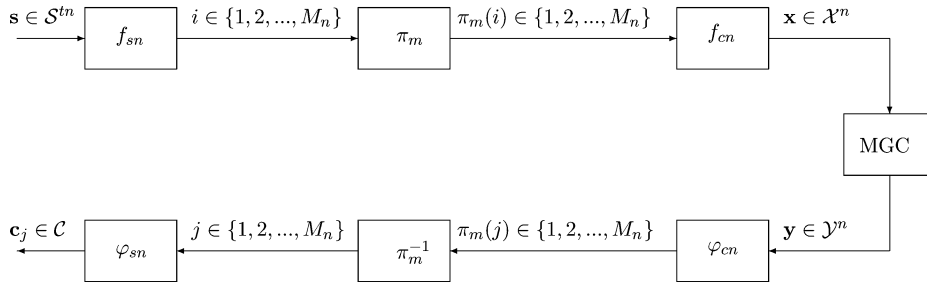 s ∈ 𝒮^{tn}
f_{sn}
i ∈ {1, 2, ..., M_n}
π_m
π_m(i) ∈ {1, 2, ..., M_n}
f_{cn}
x ∈ 𝒳^n
MGC
c_j ∈ 𝒞
φ_{sn}
j ∈ {1, 2, ..., M_n}
π_m^{-1}
π_m(j) ∈ {1, 2, ..., M_n}
φ_{cn}
y ∈ 𝒴^n